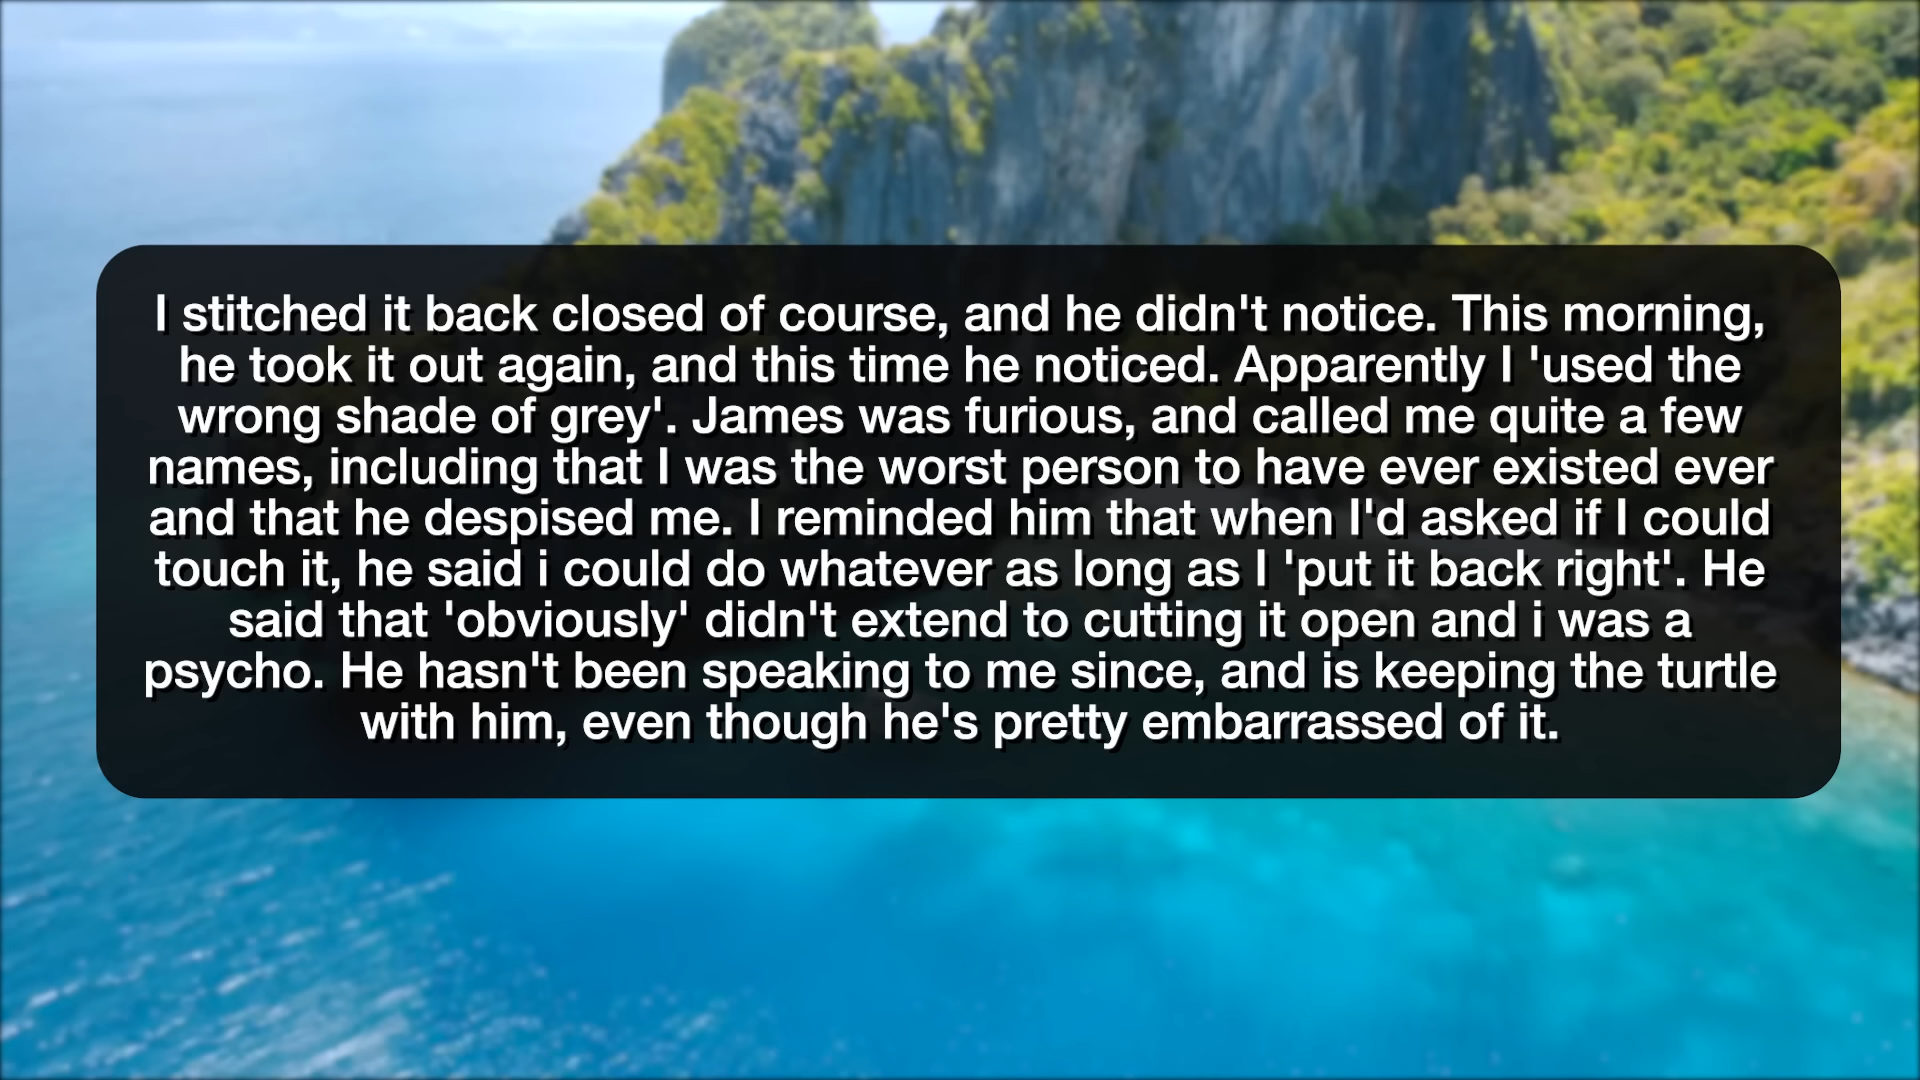 I stitched it back closed of course, and he didn't notice. This morning,
he took it out again, and this time he noticed. Apparently I 'used the
wrong shade of grey'. James was furious, and called me quite a few
names, including that I was the worst person to have ever existed ever
and that he despised me. I reminded him that when I'd asked if I could
touch it, he said i could do whatever as long as I 'put it back right'. He
said that 'obviously' didn't extend to cutting it open and i was a
psycho. He hasn't been speaking to me since, and is keeping the turtle
with him, even though he's pretty embarrassed of it.